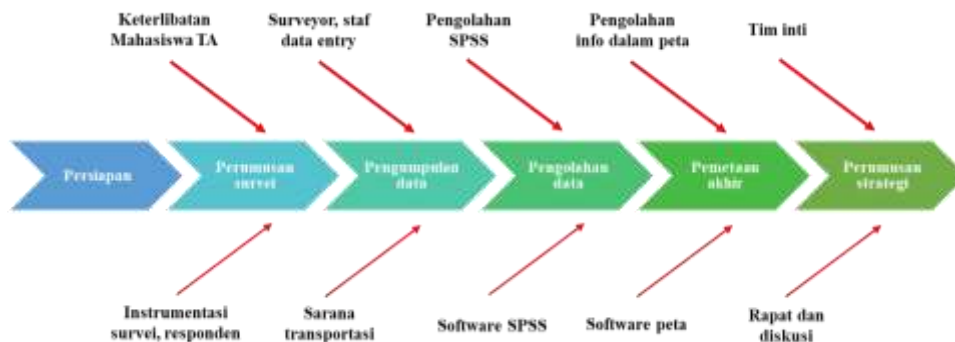 Keterlibatan
Mahasiswa TA
Surveyor, staf
data entry
Pengolahan
SPSS
Pengolahan
info dalam peta
Tim inti
Persiapan
Perumusan
survei
Pengumpulan
data
Pengolahan
data
Pemetaan
akhir
Perumusan
strategi
Instrumentasi
survei, responden
Sarana
transportasi
Software SPSS
Software peta
Rapat dan
diskusi